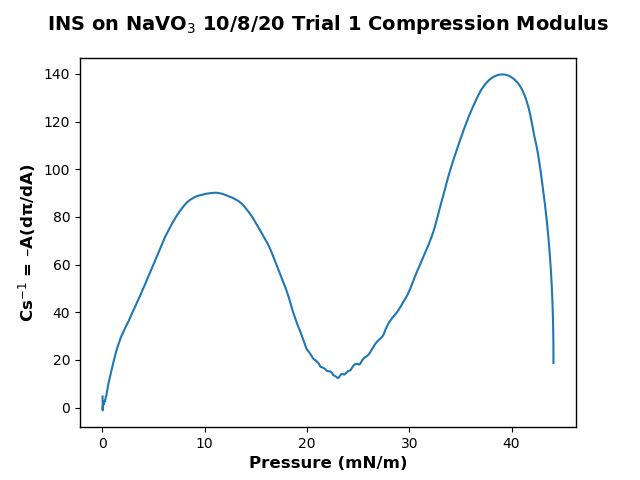 INS on NaVO₃ 10/8/20 Trial 1 Compression Modulus
140
120
100
80
60
40
20
0
Cs⁻¹ = –A(dπ/dA)
0 10 20 30 40
Pressure (mN/m)